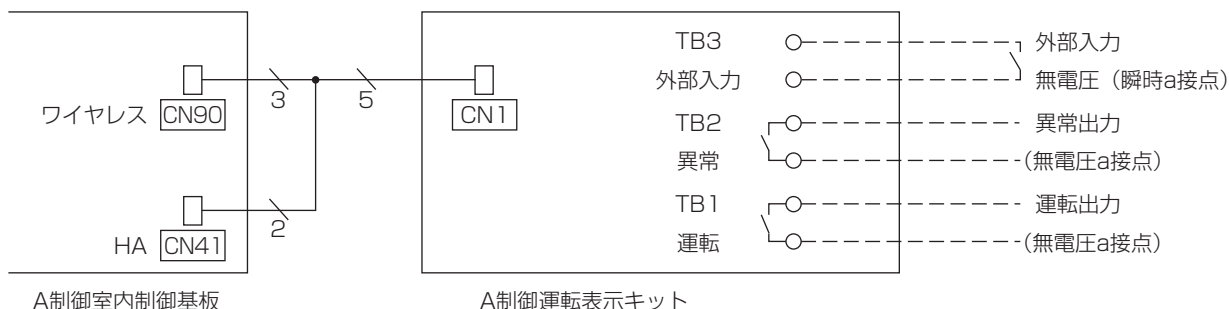 TB3
外部入力
外部入力
無電圧（瞬時a接点）
TB2
異常
異常出力
(無電圧a接点)
TB1
運転
運転出力
(無電圧a接点)
ワイヤレス CN90
3
5
CN1
HA CN41
2
A制御室内制御基板
A制御運転表示キット